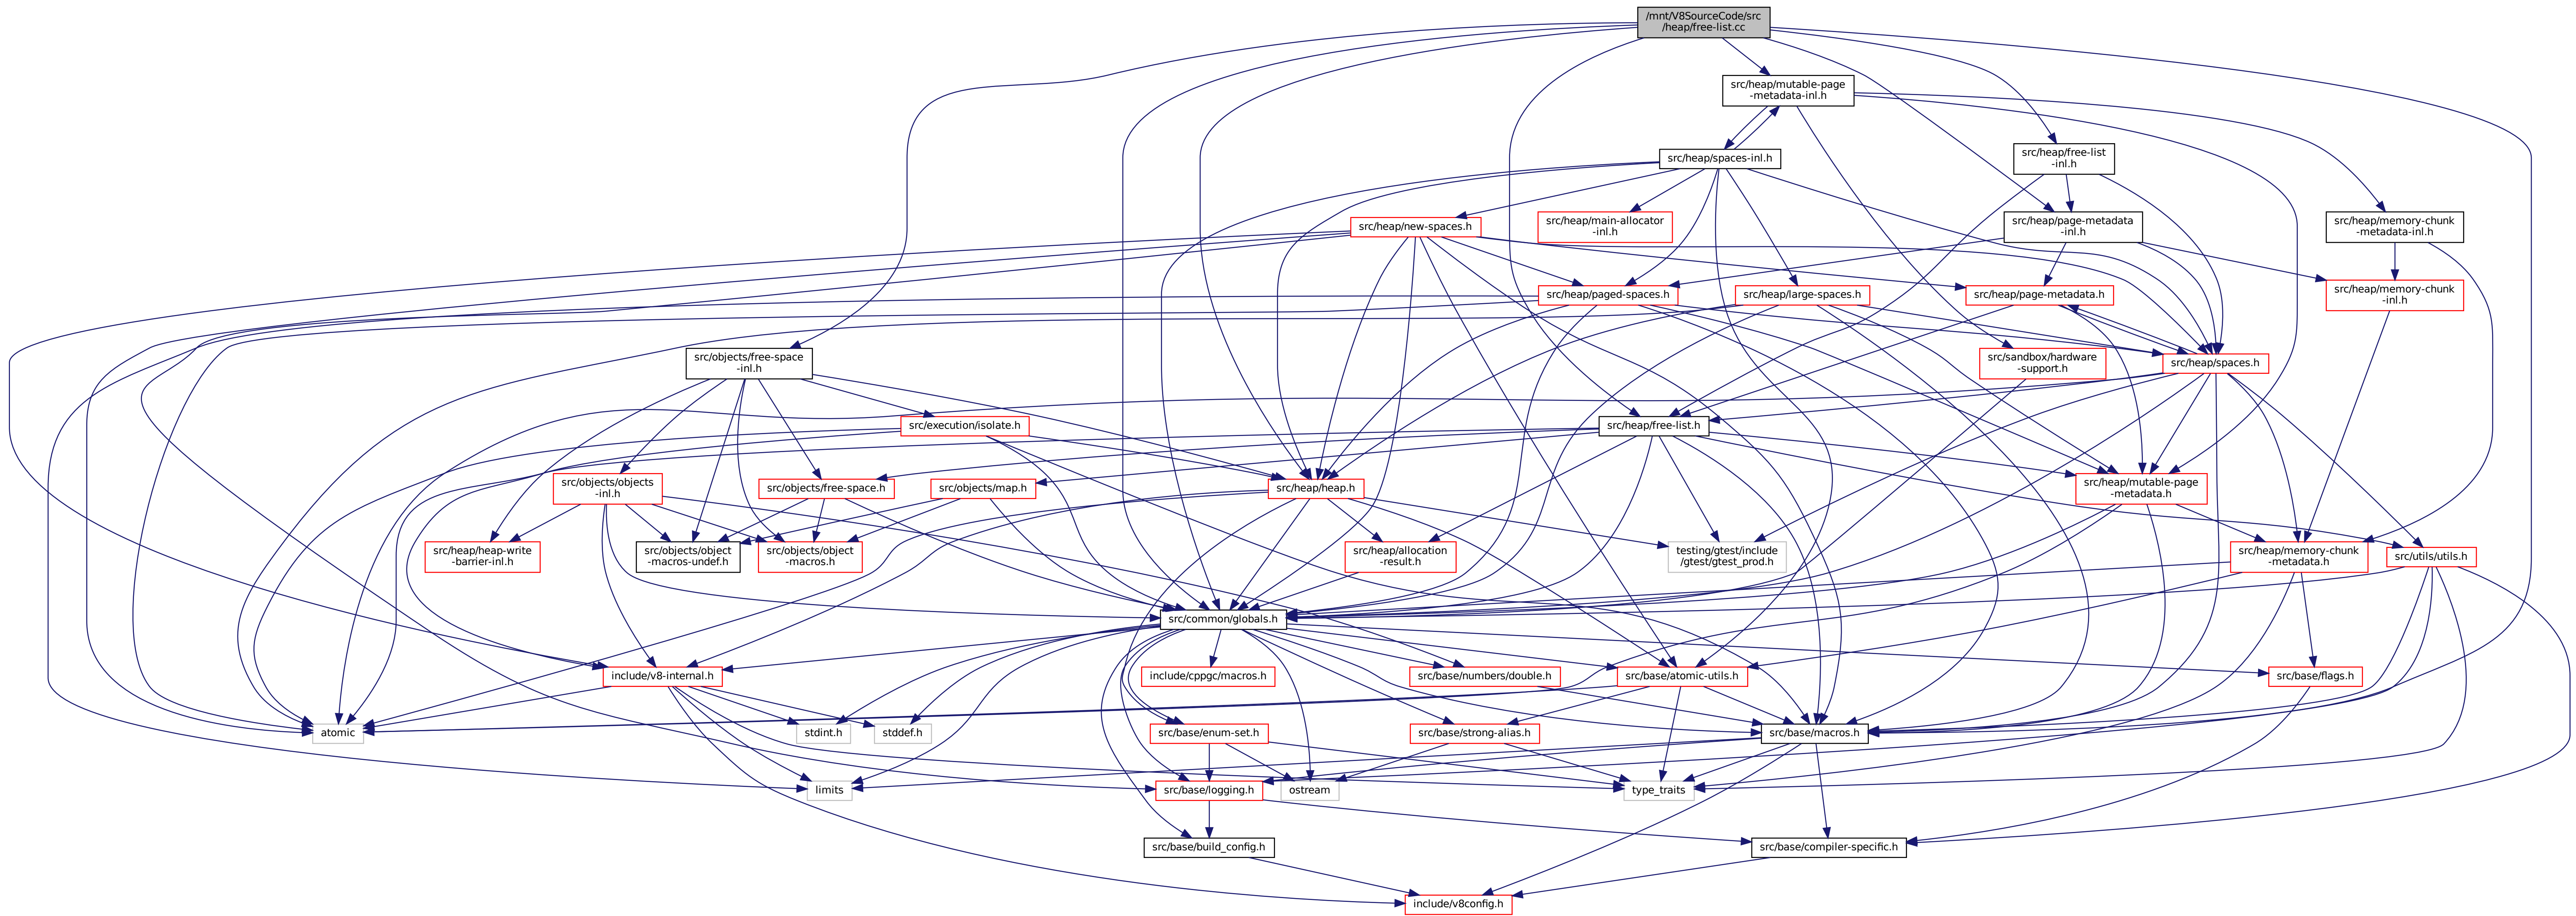 /mnt/V8SourceCode/src
/heap/free-list.cc
src/heap/mutable-page
-metadata-inl.h
src/heap/spaces-inl.h
src/heap/free-list
-inl.h
src/heap/new-spaces.h
src/heap/main-allocator
-inl.h
src/heap/page-metadata
-inl.h
src/heap/memory-chunk
-metadata-inl.h
src/heap/paged-spaces.h
src/heap/large-spaces.h
src/heap/page-metadata.h
src/heap/memory-chunk
-inl.h
src/objects/free-space
-inl.h
src/sandbox/hardware
-support.h
src/heap/spaces.h
src/execution/isolate.h
src/heap/free-list.h
src/objects/objects
-inl.h
src/objects/free-space.h
src/objects/map.h
src/heap/heap.h
src/heap/mutable-page
-metadata.h
src/heap/heap-write
-barrier-inl.h
src/objects/object
-macros-undef.h
src/objects/object
-macros.h
src/heap/allocation
-result.h
testing/gtest/include
/gtest/gtest_prod.h
src/heap/memory-chunk
-metadata.h
src/utils/utils.h
src/common/globals.h
include/v8-internal.h
include/cppgc/macros.h
src/base/numbers/double.h
src/base/atomic-utils.h
src/base/flags.h
atomic
stdint.h
stddef.h
src/base/enum-set.h
src/base/strong-alias.h
src/base/macros.h
limits
src/base/logging.h
ostream
type_traits
src/base/build_config.h
src/base/compiler-specific.h
include/v8config.h